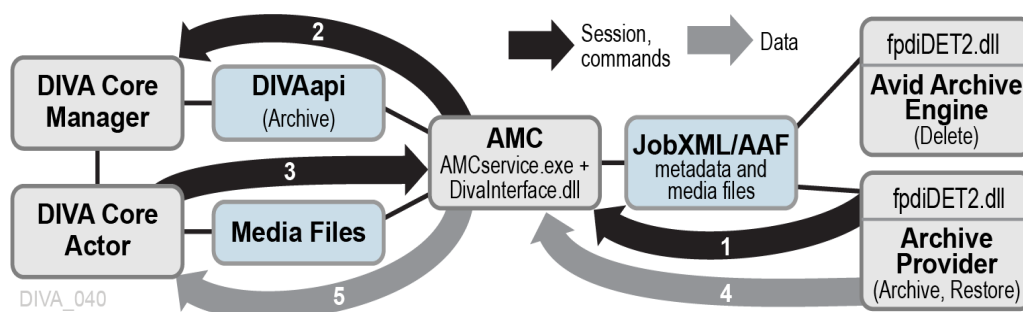 2
Session,
commands
Data
fpdiDET2.dll
Avid Archive
Engine
(Delete)
DIVA Core
Manager
DIVAapi
(Archive)
AMC
AMCservice.exe +
DivaInterface.dll
JobXML/AAF
metadata and
media files
3
DIVA Core
Actor
Media Files
fpdiDET2.dll
Archive
Provider
(Archive, Restore)
1
4
5
DIVA_040